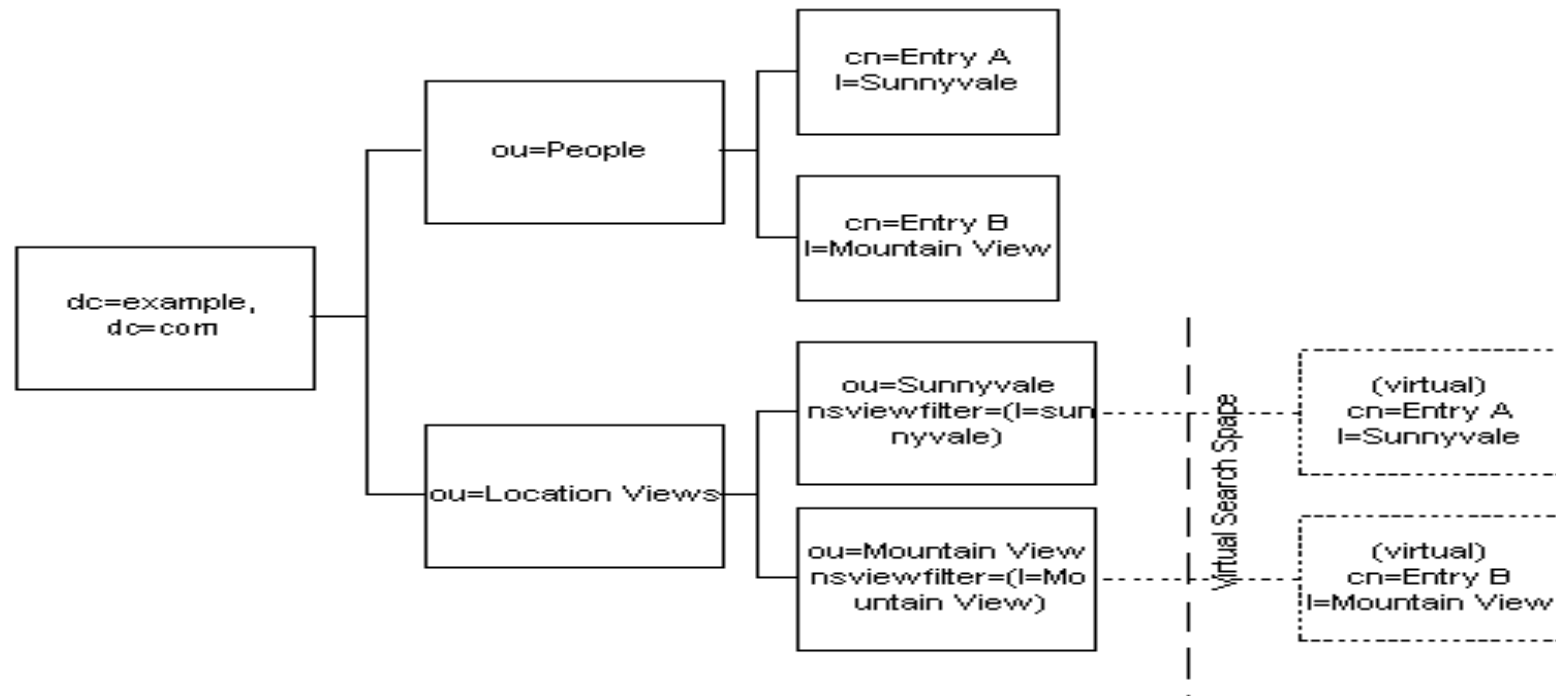 cn=Entry A
l=Sunnyvale
ou=People
cn=Entry B
l=Mountain View
dc=example,
dc=com
ou=Sunnyvale
nsviewfilter=(l=sun
nyvale)
ou=Location Views
ou=Mountain View
nsviewfilter=(l=Mo
untain View)
Virtual Search Space
(virtual)
cn=Entry A
l=Sunnyvale
(virtual)
cn=Entry B
l=Mountain View